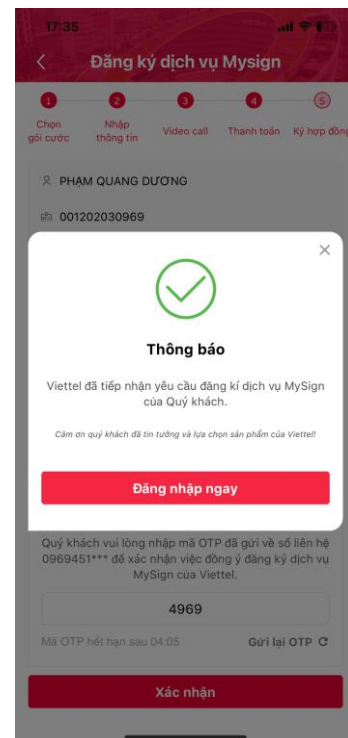 17:35
Đăng ký dịch vụ Mysign
1
2
3
4
5
Chọn gói cước
Nhập thông tin
Video call
Thanh toán
Ký hợp đồng
PHẠM QUANG DƯƠNG
001202030969
Thông báo
Viettel đã tiếp nhận yêu cầu đăng kí dịch vụ MySign
của Quý khách.
Cảm ơn quý khách đã tin tưởng và lựa chọn sản phẩm của Viettel!
Đăng nhập ngay
Quý khách vui lòng nhập mã OTP đã gửi về số liên hệ
0969451*** để xác nhận việc đồng ý đăng ký dịch vụ
MySign của Viettel.
4969
Mã OTP hết hạn sau 04:05
Gửi lại OTP
Xác nhận